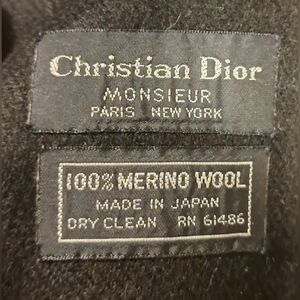 Christian Dior
MONSIEUR
PARIS NEW YORK
100% MERINO WOOL
MADE IN JAPAN
DRY CLEAN RN 61486